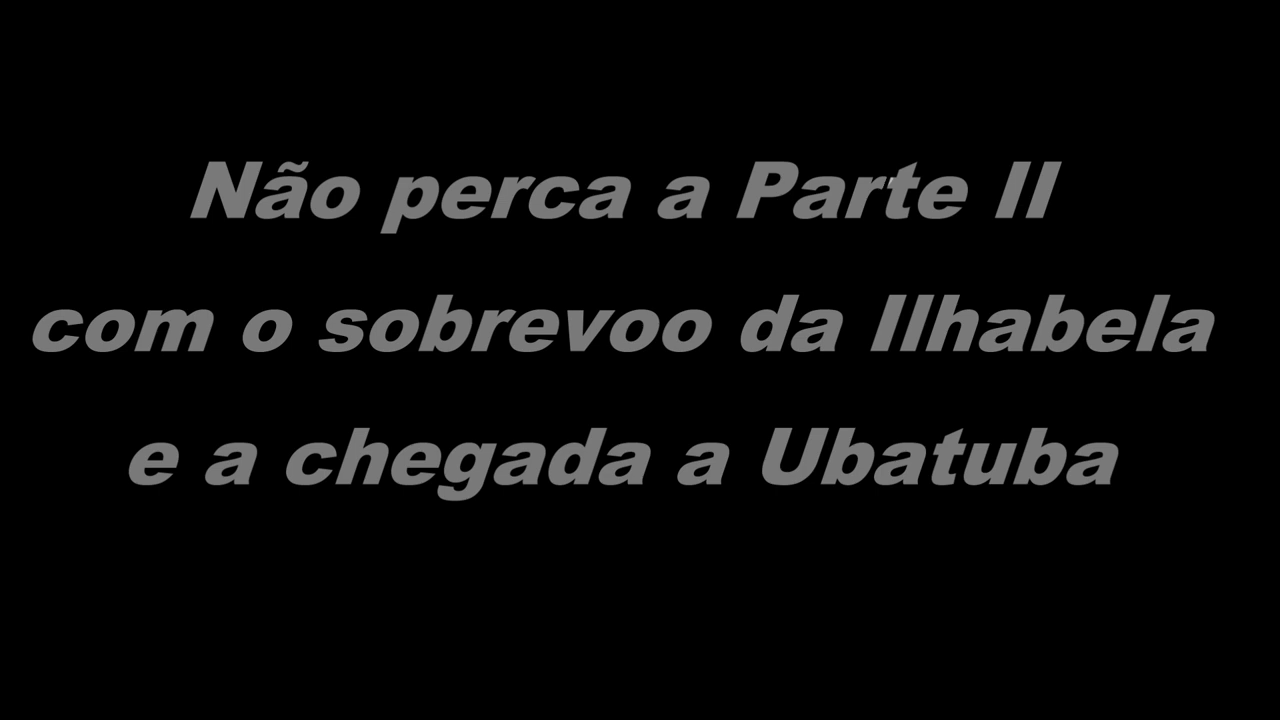 Não perca a Parte II
com o sobrevoo da Ilhabela
e a chegada a Ubatuba